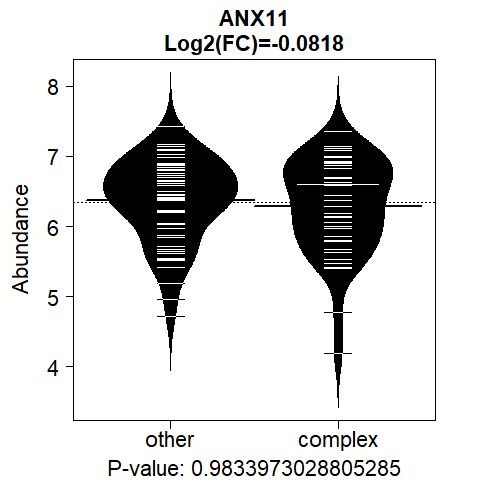 ANX11
Log2(FC)=-0.0818
Abundance
8
7
6
5
4
other complex
P-value: 0.9833973028805285